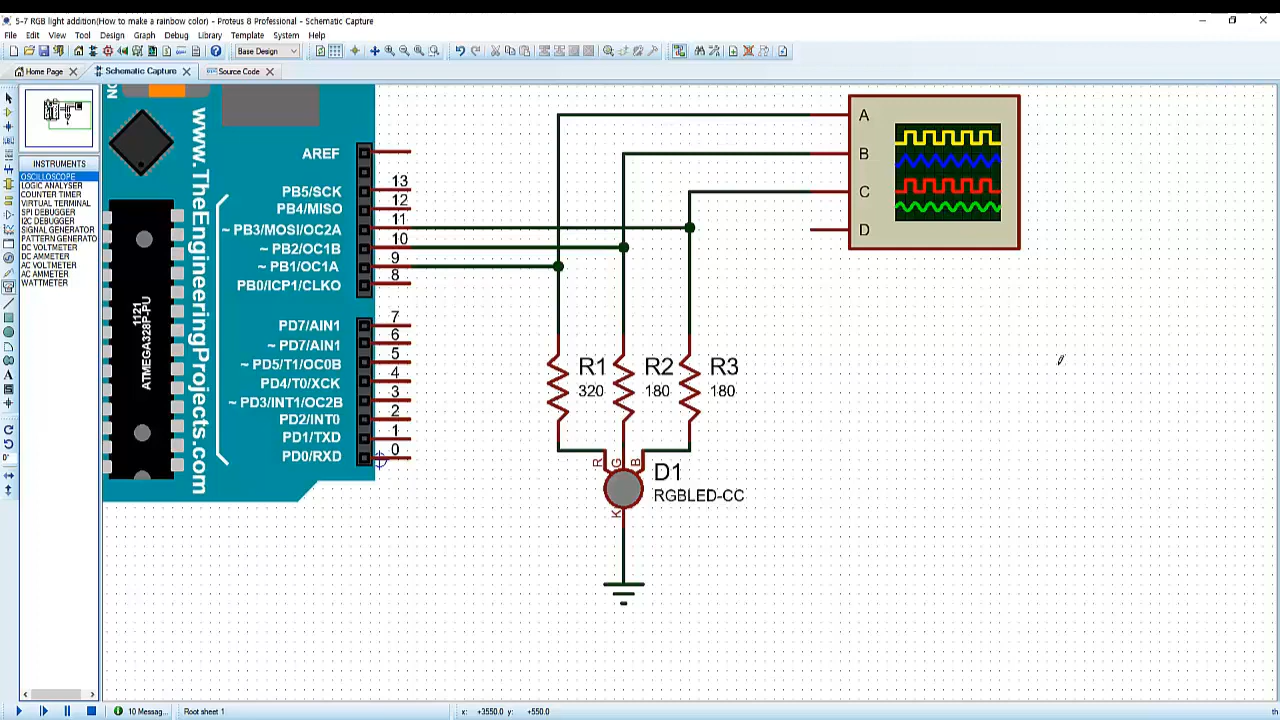 5-7 RGB light addition(How to make a rainbow color) - Proteus 8 Professional - Schematic Capture
File Edit View Tool Design Graph Debug Library Template System Help
Base Design
Home Page
Schematic Capture
Source Code
INSTRUMENTS
OSCILLOSCOPE
LOGIC ANALYSER
COUNTER TIMER
VIRTUAL TERMINAL
SPI DEBUGGER
I2C DEBUGGER
SIGNAL GENERATOR
PATTERN GENERATO
DC VOLTMETER
DC AMMETER
AC VOLTMETER
AC AMMETER
WATTMETER
0°
ON
www.TheEngineeringProjects.com
1121
ATMEGA328P-PU
AREF
PB5/SCK 13
PB4/MISO 12
~ PB3/MOSI/OC2A 11
~ PB2/OC1B 10
~ PB1/OC1A 9
PB0/ICP1/CLKO 8
PD7/AIN1 7
~ PD7/AIN1 6
~ PD5/T1/OC0B 5
PD4/T0/XCK 4
~ PD3/INT1/OC2B 3
PD2/INT0 2
PD1/TXD 1
PD0/RXD 0
A
B
C
D
R1
320
R2
180
R3
180
R
G
B
K
D1
RGBLED-CC
10 Messag...
Root sheet 1
x: +3550.0 y: +550.0
th